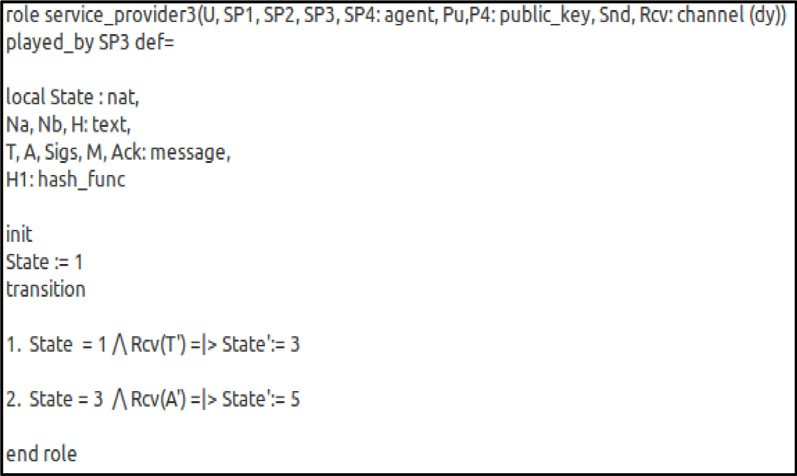 role service_provider3(U, SP1, SP2, SP3, SP4: agent, Pu,P4: public_key, Snd, Rcv: channel (dy))
played_by SP3 def=
local State : nat,
Na, Nb, H: text,
T, A, Sigs, M, Ack: message,
H1: hash_func
init
State := 1
transition
1. State = 1 /\ Rcv(T') =|> State':= 3
2. State = 3 /\ Rcv(A') =|> State':= 5
end role